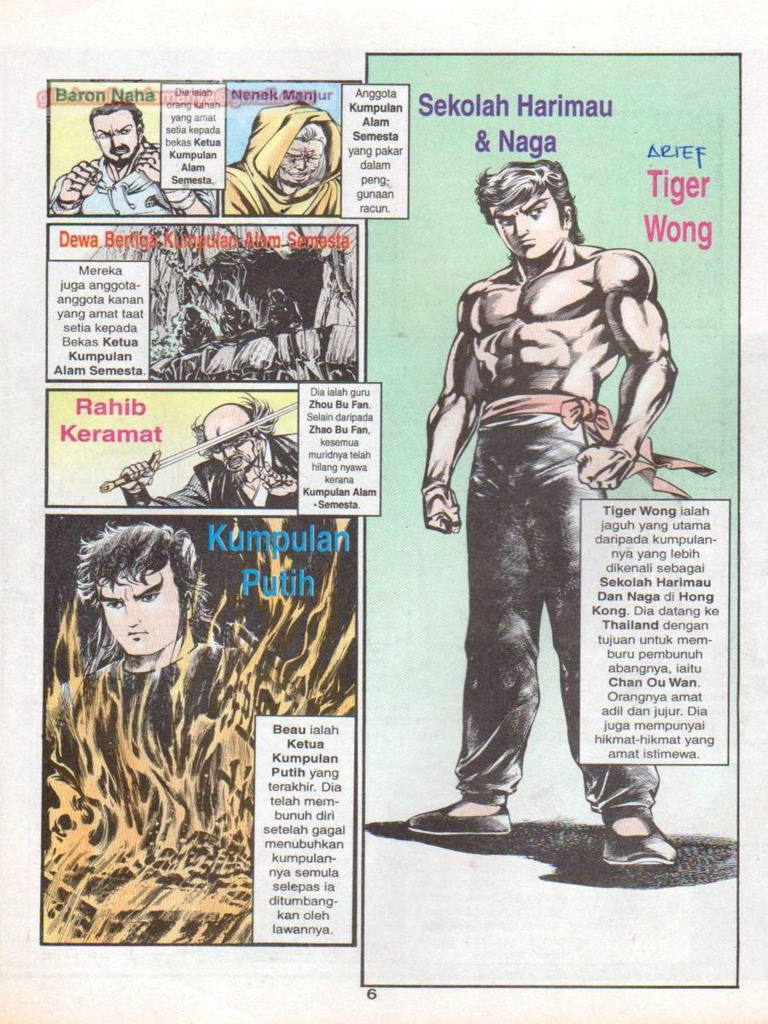 Baron Naha
Dia ialah
orang kanan
yang amat
setia kepada
bekas Ketua
Kumpulan
Alam
Semesta.
Nenek Manjur
Anggota
Kumpulan
Alam
Semesta
yang pakar
dalam
peng-
gunaan
racun.
Dewa Bertiga Kumpulan Alam Semesta
Mereka
juga anggota-
anggota kanan
yang amat taat
setia kepada
Bekas Ketua
Kumpulan
Alam Semesta.
Rahib
Keramat
Dia ialah guru
Zhou Bu Fan.
Selain daripada
Zhao Bu Fan,
kesemua
muridnya telah
hilang nyawa
kerana
Kumpulan Alam
Semesta.
Kumpulan
Putih
Beau ialah
Ketua
Kumpulan
Putih yang
terakhir. Dia
telah mem-
bunuh diri
setelah gagal
menubuhkan
kumpulan-
nya semula
selepas ia
ditumbang-
kan oleh
lawannya.
Sekolah Harimau
& Naga
ARIEF
Tiger
Wong
Tiger Wong ialah
jaguh yang utama
daripada kumpulan-
nya yang lebih
dikenali sebagai
Sekolah Harimau
Dan Naga di Hong
Kong. Dia datang ke
Thailand dengan
tujuan untuk mem-
buru pembunuh
abangnya, iaitu
Chan Ou Wan.
Orangnya amat
adil dan jujur. Dia
juga mempunyai
hikmat-hikmat yang
amat istimewa.
6